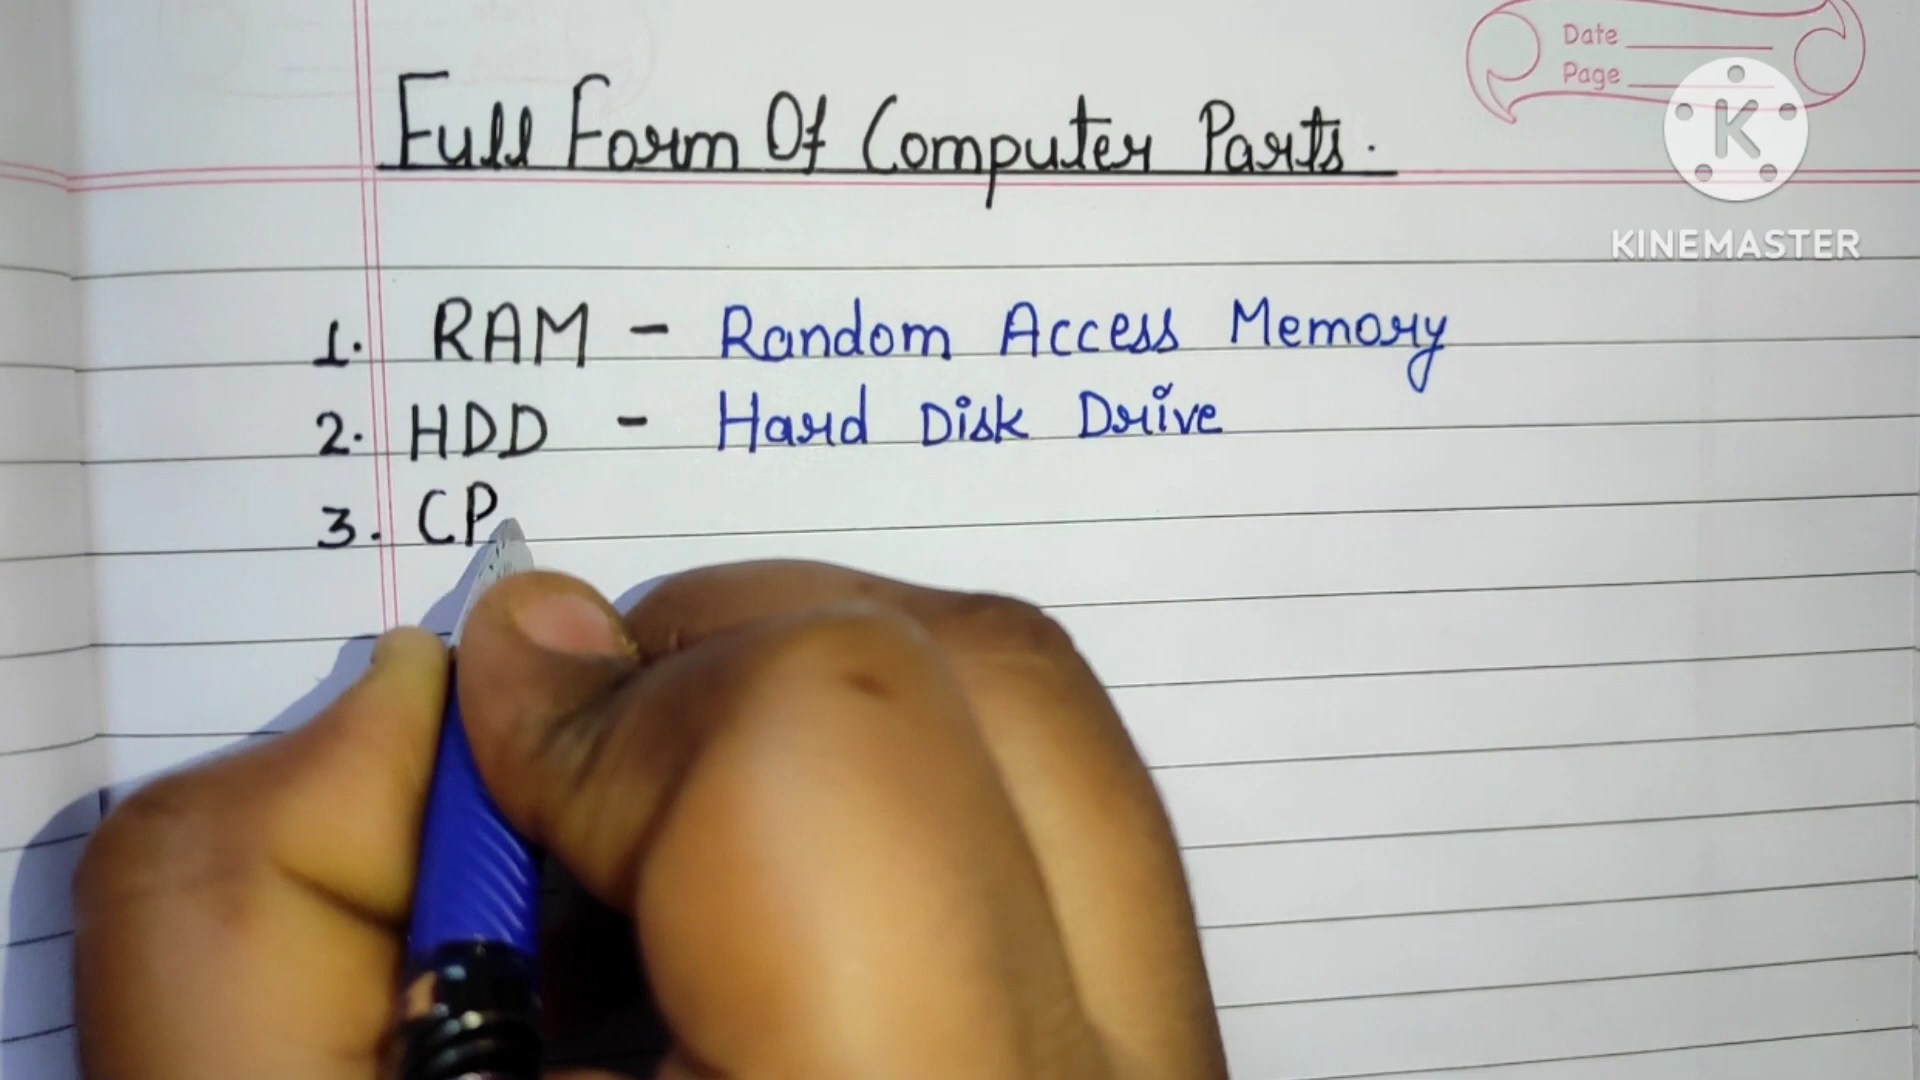 Date
Page
K
KINEMASTER
Full Form Of Computer Parts.
1. RAM - Random Access Memory
2. HDD - Hard Disk Drive
3. CP